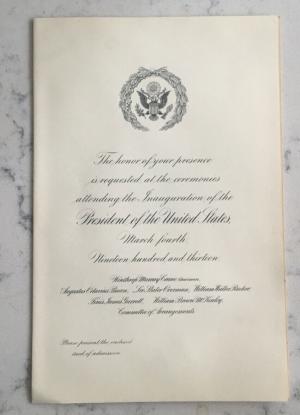 The honor of your presence
is requested at the ceremonies
attending the Inauguration of the
President of the United States,
March fourth
Nineteen hundred and thirteen
Winthrop Murray Crane Chairman,
Augustus Octavius Bacon, Lee Slater Overman, William Waller Rucker
Finis James Garrett, William Brown McKinley,
Committee of Arrangements
Please present the enclosed
card of admission